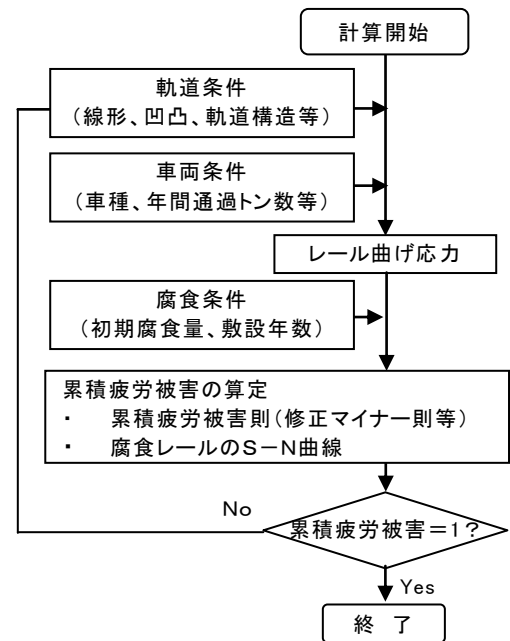 計算開始
軌道条件
（線形、凹凸、軌道構造等）
車両条件
（車種、年間通過トン数等）
レール曲げ応力
腐食条件
（初期腐食量、敷設年数）
累積疲労被害の算定
・　累積疲労被害則（修正マイナー則等）
・　腐食レールのＳ－Ｎ曲線
No
累積疲労被害＝1？
Yes
終　了